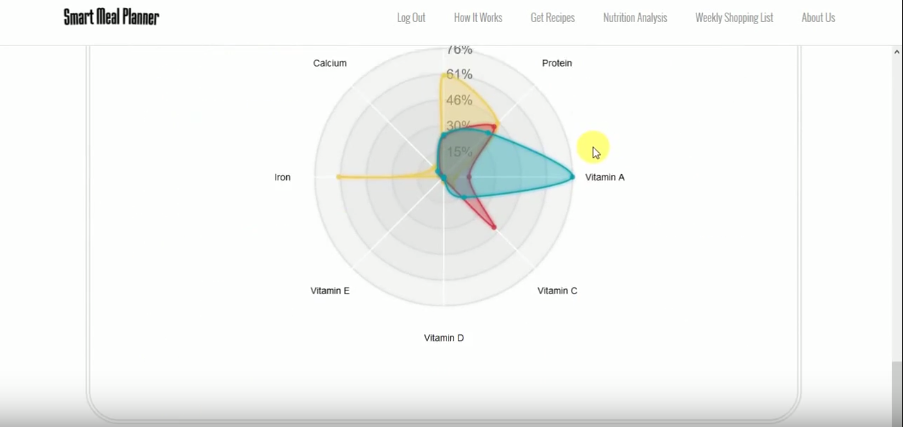 Smart Meal Planner
Log Out
How It Works
Get Recipes
Nutrition Analysis
Weekly Shopping List
About Us
76%
Calcium
Protein
61%
46%
30%
15%
Iron
Vitamin A
Vitamin E
Vitamin C
Vitamin D